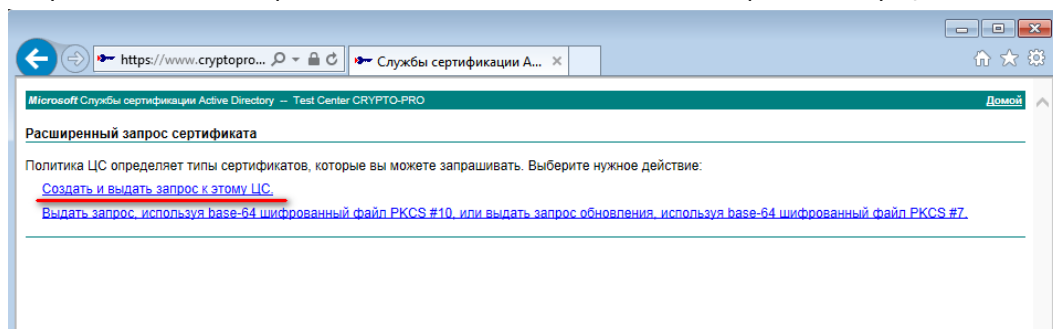 https://www.cryptopro...
Службы сертификации A...
Microsoft Службы сертификации Active Directory -- Test Center CRYPTO-PRO
Домой
Расширенный запрос сертификата
Политика ЦС определяет типы сертификатов, которые вы можете запрашивать. Выберите нужное действие:
Создать и выдать запрос к этому ЦС.
Выдать запрос, используя base-64 шифрованный файл PKCS #10, или выдать запрос обновления, используя base-64 шифрованный файл PKCS #7.